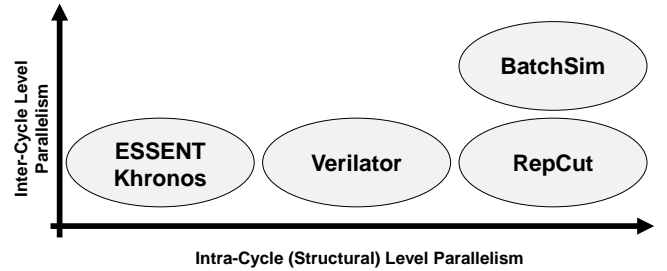 Inter-Cycle Level
Parallelism
BatchSim
ESSENT
Khronos
Verilator
RepCut
Intra-Cycle (Structural) Level Parallelism